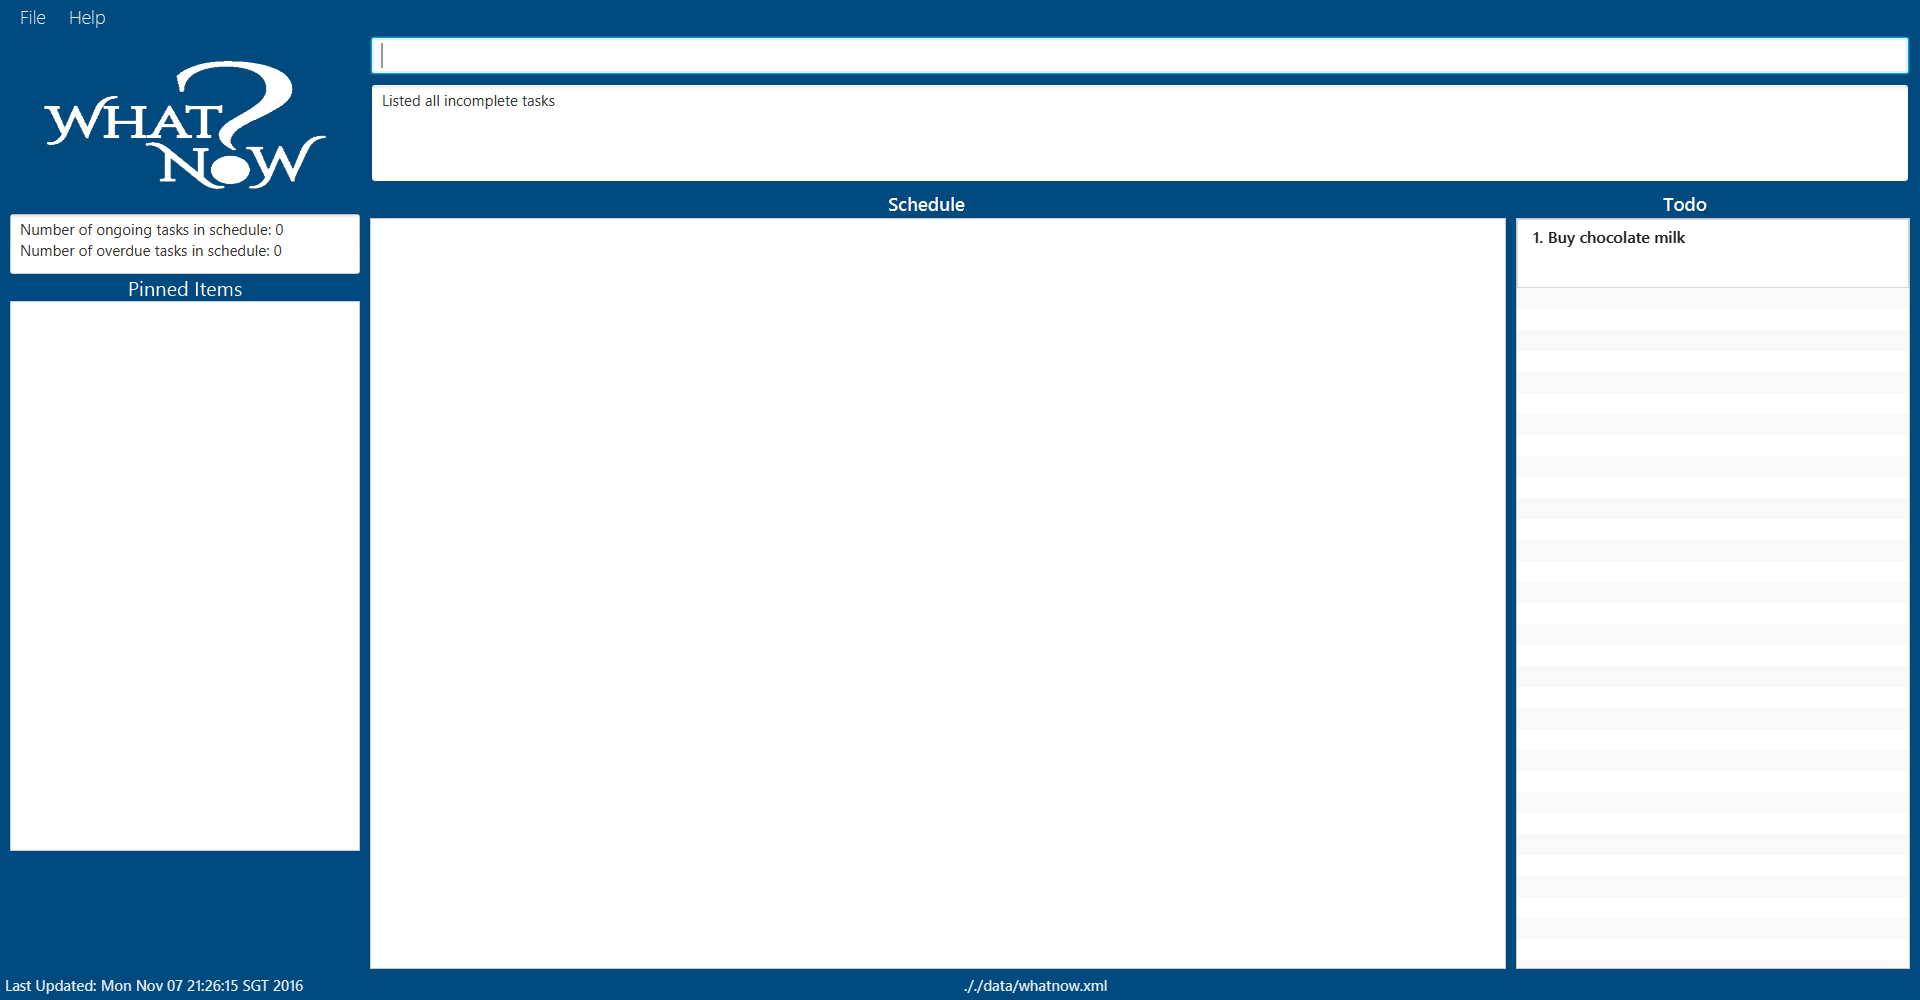 File Help
WHAT?
NOW
Listed all incomplete tasks
Number of ongoing tasks in schedule: 0
Number of overdue tasks in schedule: 0
Pinned Items
Schedule
Todo
1. Buy chocolate milk
Last Updated: Mon Nov 07 21:26:15 SGT 2016
././data/whatnow.xml